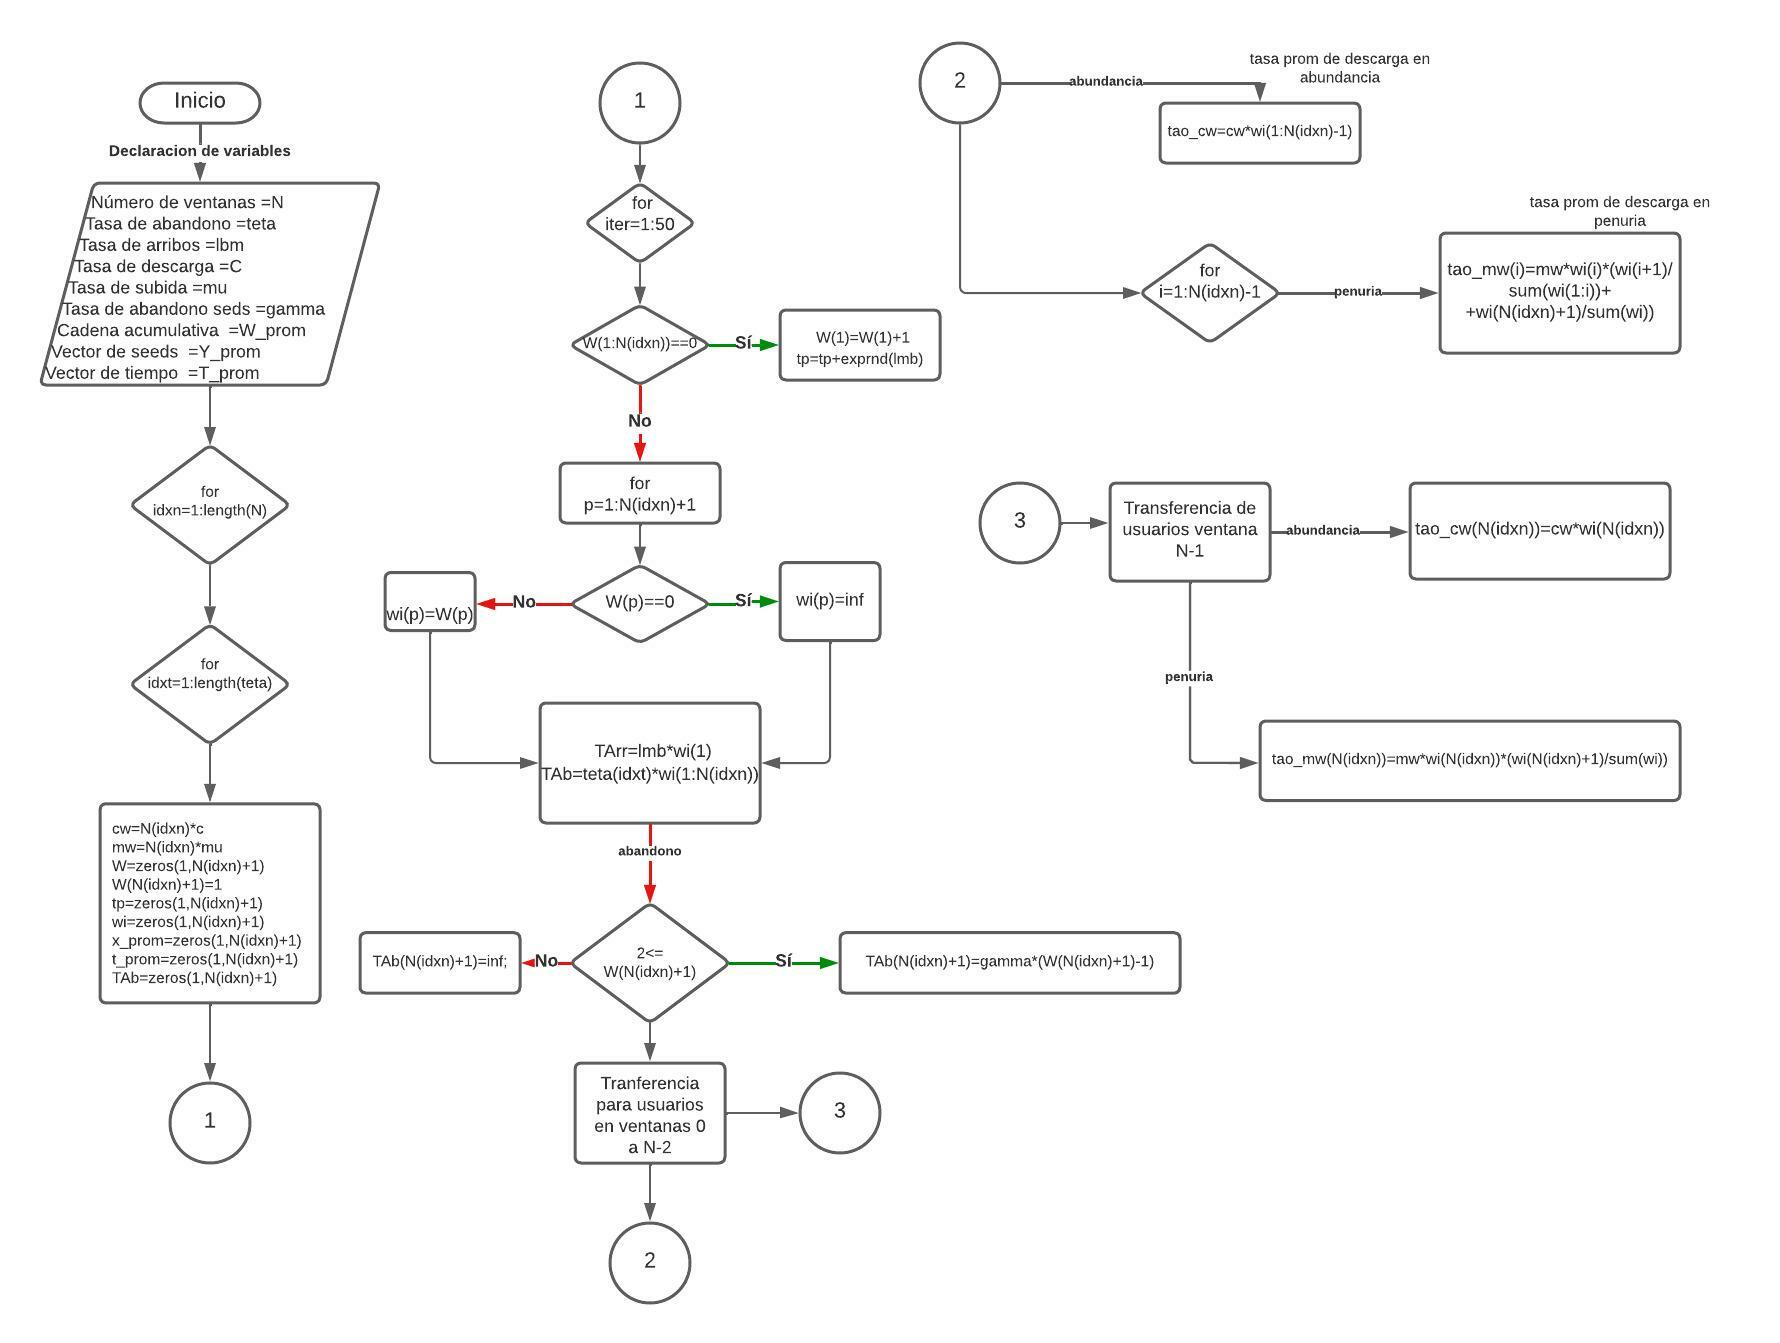 Inicio
Declaracion de variables
Número de ventanas =N
Tasa de abandono =teta
Tasa de arribos =lbm
Tasa de descarga =C
Tasa de subida =mu
Tasa de abandono seds =gamma
Cadena acumulativa =W_prom
Vector de seeds =Y_prom
Vector de tiempo =T_prom
for
idxn=1:length(N)
for
idxt=1:length(teta)
cw=N(idxn)*c
mw=N(idxn)*mu
W=zeros(1,N(idxn)+1)
W(N(idxn)+1)=1
tp=zeros(1,N(idxn)+1)
wi=zeros(1,N(idxn)+1)
x_prom=zeros(1,N(idxn)+1)
t_prom=zeros(1,N(idxn)+1)
TAb=zeros(1,N(idxn)+1)
1
1
for
iter=1:50
W(1:N(idxn))==0
Sí
W(1)=W(1)+1
tp=tp+exprnd(lmb)
No
for
p=1:N(idxn)+1
W(p)==0
No
wi(p)=W(p)
Sí
wi(p)=inf
TArr=lmb*wi(1)
TAb=teta(idxt)*wi(1:N(idxn))
abandono
2<=
W(N(idxn)+1)
No
TAb(N(idxn)+1)=inf;
Sí
TAb(N(idxn)+1)=gamma*(W(N(idxn)+1)-1)
Tranferencia
para usuarios
en ventanas 0
a N-2
3
2
2
abundancia
tasa prom de descarga en
abundancia
tao_cw=cw*wi(1:N(idxn)-1)
for
i=1:N(idxn)-1
penuria
tasa prom de descarga en
penuria
tao_mw(i)=mw*wi(i)*(wi(i+1)/
sum(wi(1:i))+
+wi(N(idxn)+1)/sum(wi))
3
Transferencia de
usuarios ventana
N-1
abundancia
tao_cw(N(idxn))=cw*wi(N(idxn))
penuria
tao_mw(N(idxn))=mw*wi(N(idxn))*(wi(N(idxn)+1)/sum(wi))